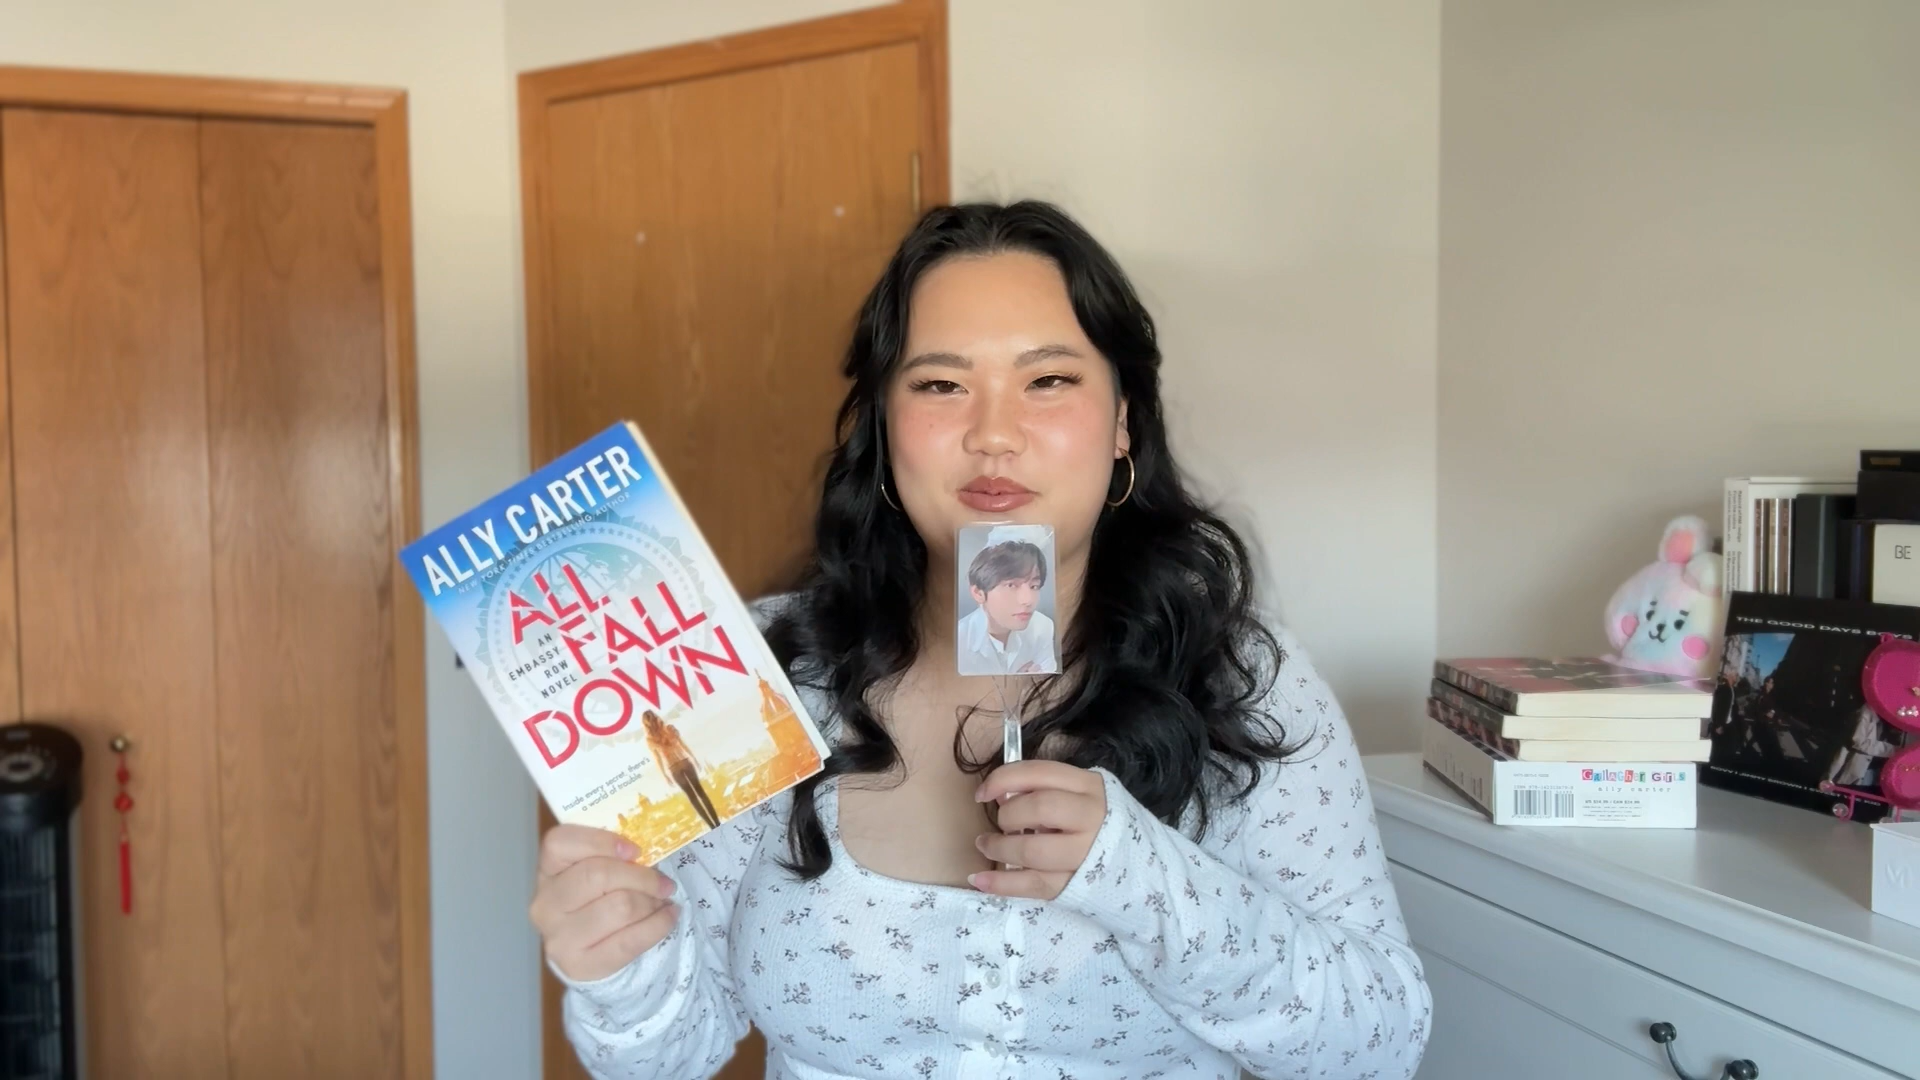 ALLY CARTER
NEW YORK TIMES BESTSELLING AUTHOR
ALL
FALL
DOWN
AN
EMBASSY
ROW
NOVEL
Inside every secret, there's
a world of trouble.
BE
THE GOOD DAYS BOYS
Gallagher Girls
ally carter